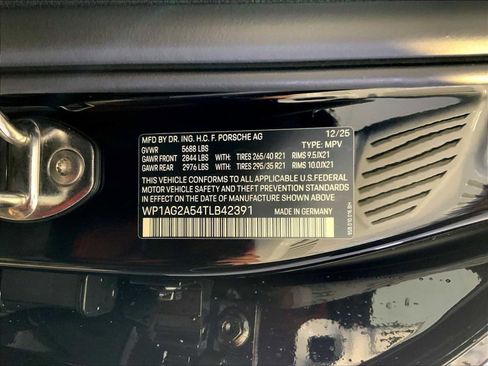 MFD BY DR. ING. H.C. F. PORSCHE AG 12/25
GVWR 5688 LBS TYPE: MPV
GAWR FRONT 2844 LBS WITH: TIRES 265/40 R21 RIMS 9.5JX21
GAWR REAR 2976 LBS WITH: TIRES 295/35 R21 RIMS 10.0JX21
THIS VEHICLE CONFORMS TO ALL APPLICABLE U.S.FEDERAL
MOTOR VEHICLE SAFETY AND THEFT PREVENTION STANDARDS
IN EFFECT ON THE DATE OF MANUFACTURE SHOWN ABOVE
WP1AG2A54TLB42391 MADE IN GERMANY